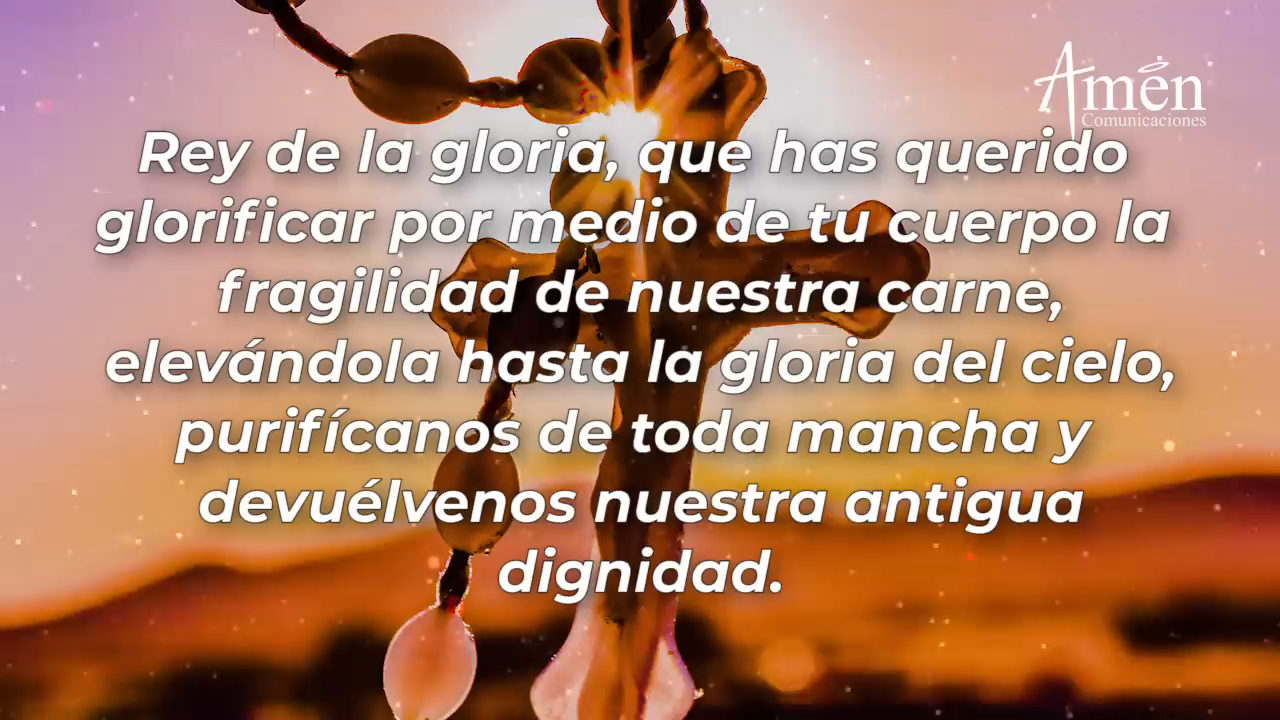 Amén
Comunicaciones
Rey de la gloria, que has querido
glorificar por medio de tu cuerpo la
fragilidad de nuestra carne,
elevándola hasta la gloria del cielo,
purifícanos de toda mancha y
devuélvenos nuestra antigua
dignidad.